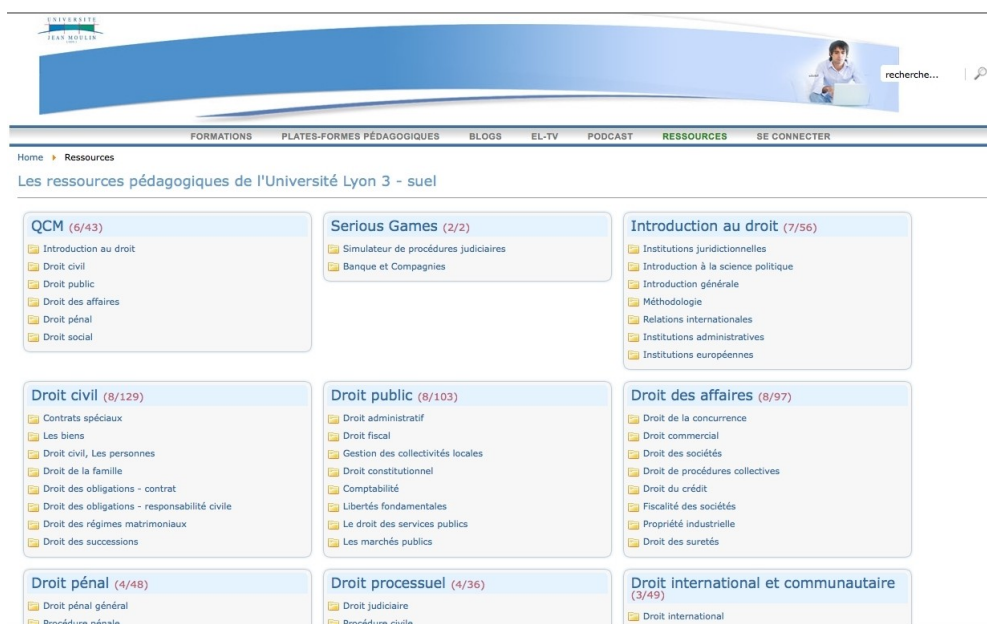 UNIVERSITE
JEAN MOULIN
recherche...
FORMATIONS PLATES-FORMES PÉDAGOGIQUES BLOGS EL-TV PODCAST RESSOURCES SE CONNECTER
Home Ressources
Les ressources pédagogiques de l'Université Lyon 3 - suel
QCM (6/43)
Introduction au droit
Droit civil
Droit public
Droit des affaires
Droit pénal
Droit social
Serious Games (2/2)
Simulateur de procédures judiciaires
Banque et Compagnies
Introduction au droit (7/56)
Institutions juridictionnelles
Introduction à la science politique
Introduction générale
Méthodologie
Relations internationales
Institutions administratives
Institutions européennes
Droit civil (8/129)
Contrats spéciaux
Les biens
Droit civil, Les personnes
Droit de la famille
Droit des obligations - contrat
Droit des obligations - responsabilité civile
Droit des régimes matrimoniaux
Droit des successions
Droit public (8/103)
Droit administratif
Droit fiscal
Gestion des collectivités locales
Droit constitutionnel
Comptabilité
Libertés fondamentales
Le droit des services publics
Les marchés publics
Droit des affaires (8/97)
Droit de la concurrence
Droit commercial
Droit des sociétés
Droit de procédures collectives
Droit du crédit
Fiscalité des sociétés
Propriété industrielle
Droit des suretés
Droit pénal (4/48)
Droit pénal général
Procédure pénale
Droit processuel (4/36)
Droit judiciaire
Procédure civile
Droit international et communautaire
(3/49)
Droit international